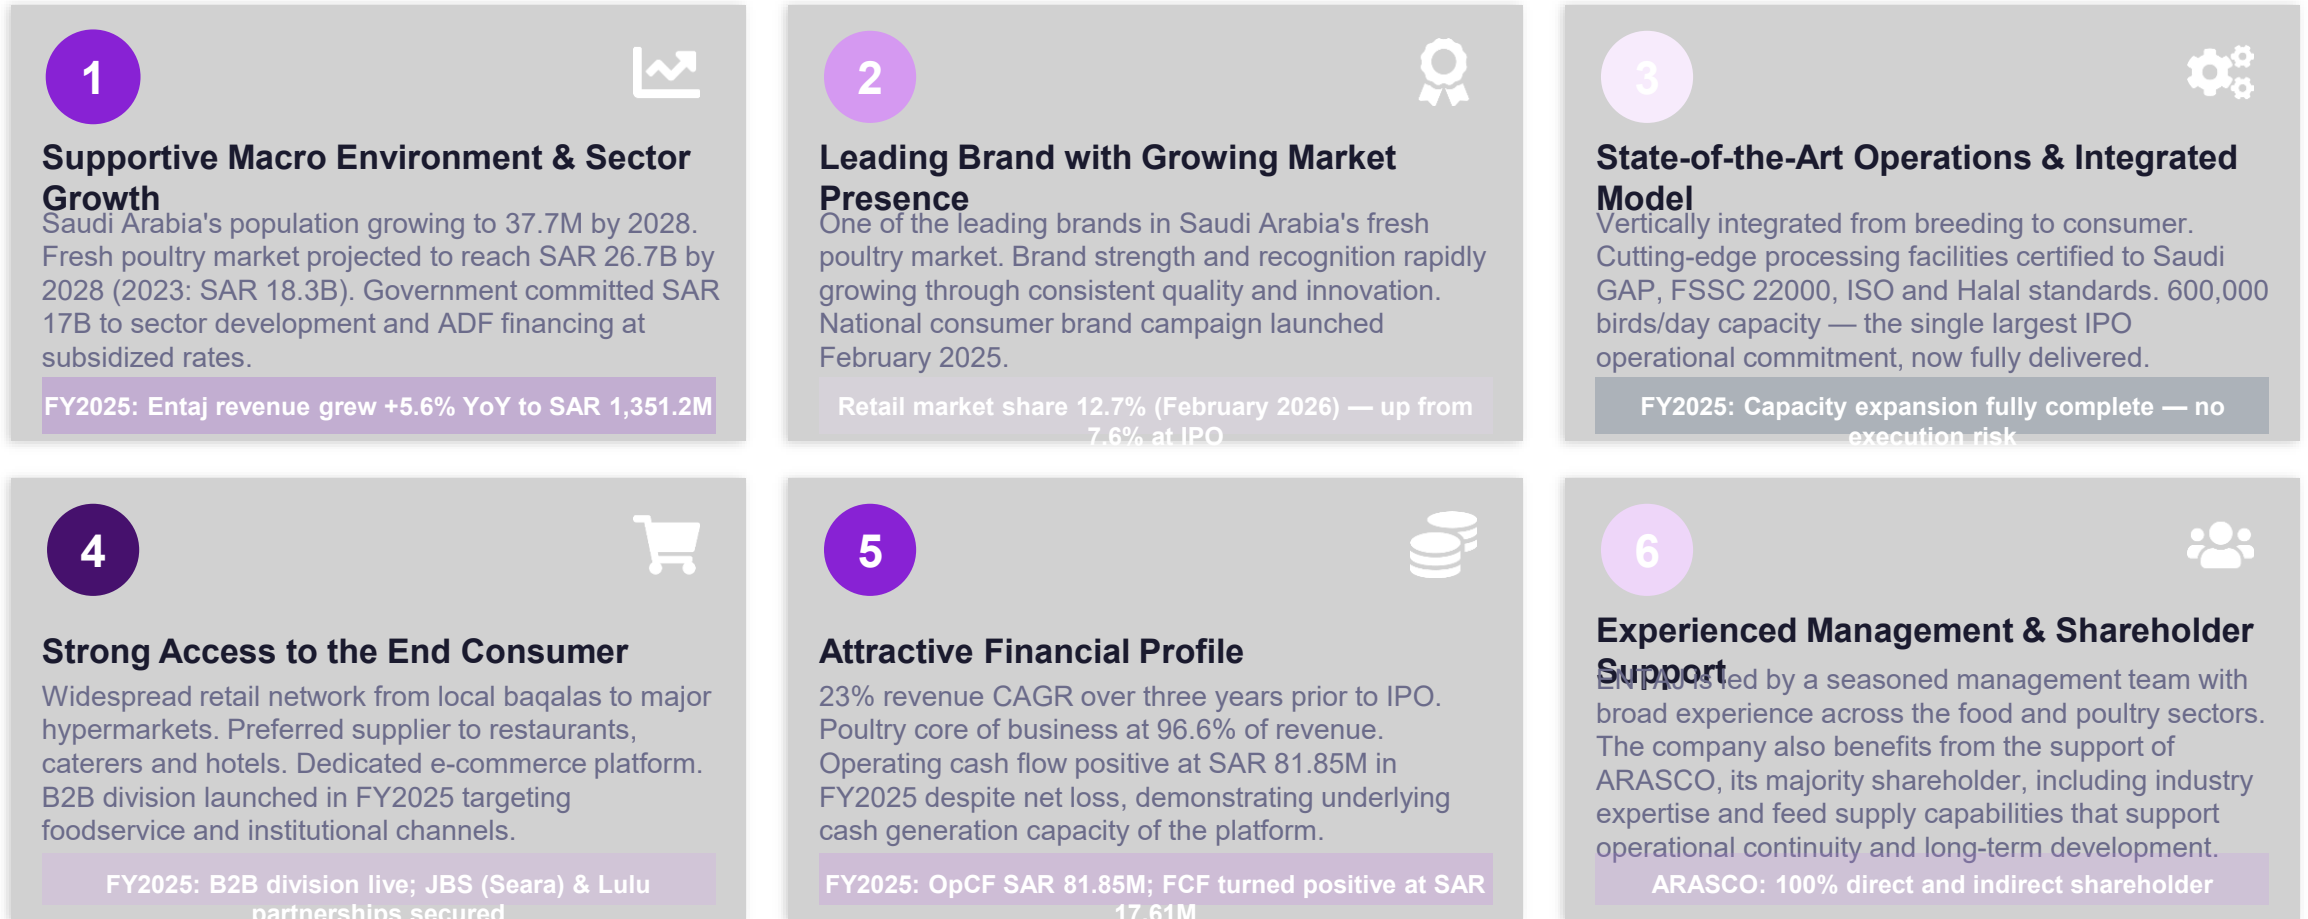 1
Supportive Macro Environment & Sector
Growth
Saudi Arabia's population growing to 37.7M by 2028.
Fresh poultry market projected to reach SAR 26.7B by
2028 (2023: SAR 18.3B). Government committed SAR
17B to sector development and ADF financing at
subsidized rates.
FY2025: Entaj revenue grew +5.6% YoY to SAR 1,351.2M
2
Leading Brand with Growing Market
Presence
One of the leading brands in Saudi Arabia's fresh
poultry market. Brand strength and recognition rapidly
growing through consistent quality and innovation.
National consumer brand campaign launched
February 2025.
Retail market share 12.7% (February 2026) — up from
7.6% at IPO
3
State-of-the-Art Operations & Integrated
Model
Vertically integrated from breeding to consumer.
Cutting-edge processing facilities certified to Saudi
GAP, FSSC 22000, ISO and Halal standards. 600,000
birds/day capacity — the single largest IPO
operational commitment, now fully delivered.
FY2025: Capacity expansion fully complete — no
execution risk
4
Strong Access to the End Consumer
Widespread retail network from local baqalas to major
hypermarkets. Preferred supplier to restaurants,
caterers and hotels. Dedicated e-commerce platform.
B2B division launched in FY2025 targeting
foodservice and institutional channels.
FY2025: B2B division live; JBS (Seara) & Lulu
partnerships secured
5
Attractive Financial Profile
23% revenue CAGR over three years prior to IPO.
Poultry core of business at 96.6% of revenue.
Operating cash flow positive at SAR 81.85M in
FY2025 despite net loss, demonstrating underlying
cash generation capacity of the platform.
FY2025: OpCF SAR 81.85M; FCF turned positive at SAR
17.61M
6
Experienced Management & Shareholder
Support
ENTAJ is led by a seasoned management team with
broad experience across the food and poultry sectors.
The company also benefits from the support of
ARASCO, its majority shareholder, including industry
expertise and feed supply capabilities that support
operational continuity and long-term development.
ARASCO: 100% direct and indirect shareholder